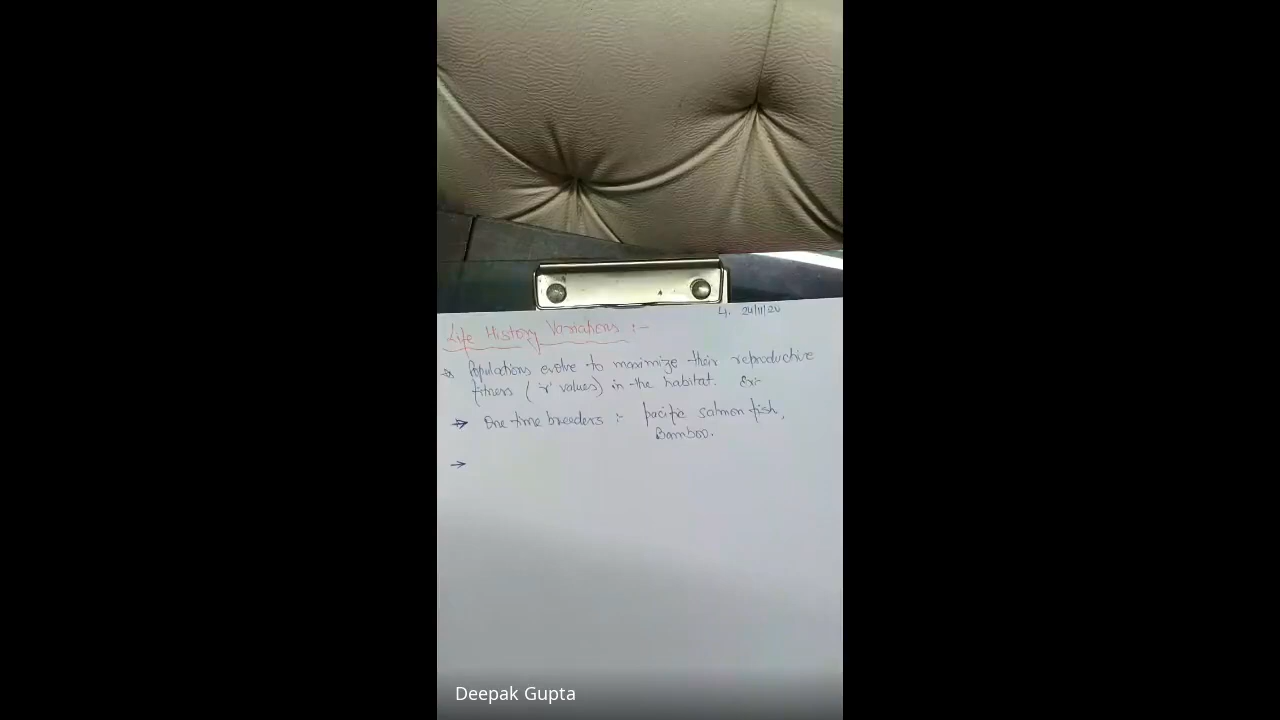 4. 24/11/20
Life History Variations :-
Populations evolve to maximize their reproductive
fitness ('r' values) in the habitat. Ex:-
One time breeders :- pacific salmon fish,
Bamboo.
Deepak Gupta